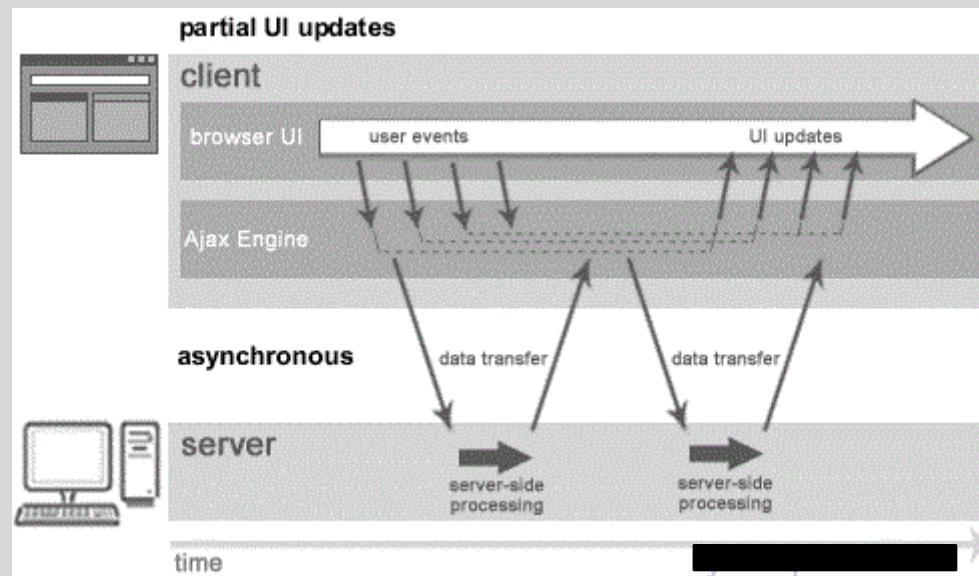 partial UI updates
client
browser UI
user events
UI updates
Ajax Engine
asynchronous
data transfer
data transfer
server
server-side
processing
server-side
processing
time